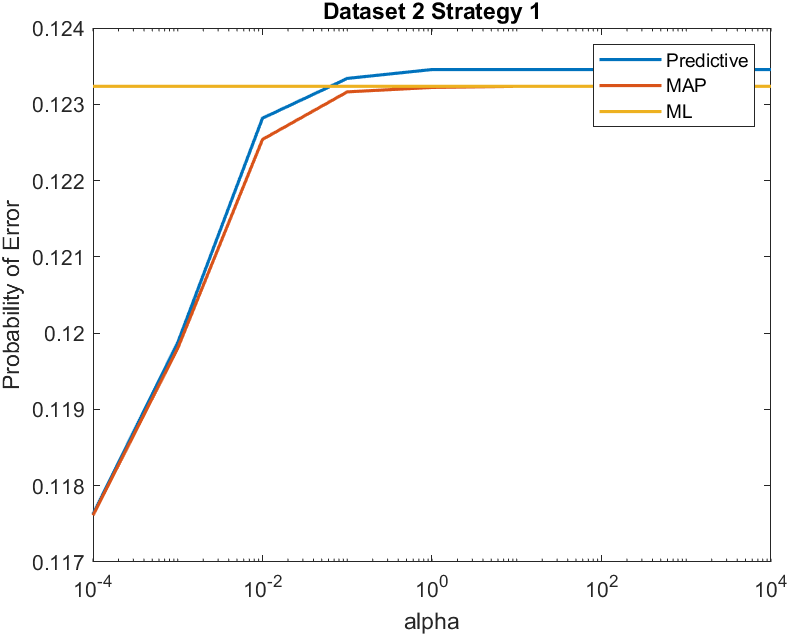 Dataset 2 Strategy 1
Probability of Error
0.124
0.123
0.122
0.121
0.12
0.119
0.118
0.117
Predictive
MAP
ML
10^-4
10^-2
10^0
10^2
10^4
alpha